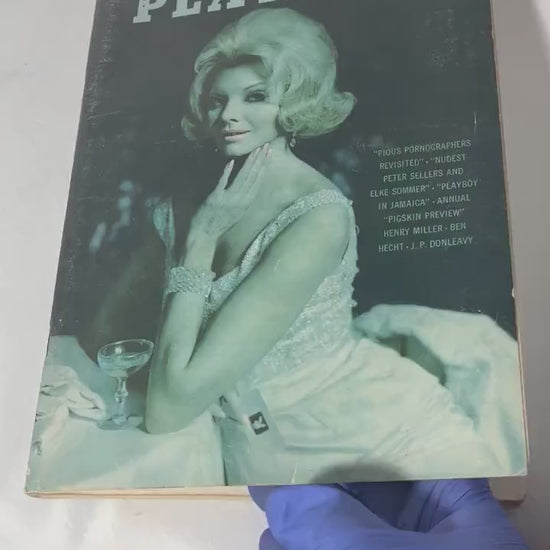 PLA
"PIOUS PORNOGRAPHERS
REVISITED" • "NUDEST
PETER SELLERS AND
ELKE SOMMER" • "PLAYBOY
IN JAMAICA" • ANNUAL
"PIGSKIN PREVIEW"
HENRY MILLER • BEN
HECHT • J. P. DONLEAVY